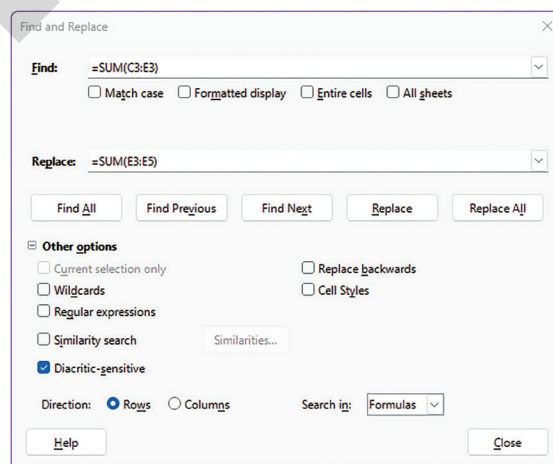 Find and Replace
Find: =SUM(C3:E3)
Match case Formatted display Entire cells All sheets
Replace: =SUM(E3:E5)
Find All Find Previous Find Next Replace Replace All
Other options
Current selection only Replace backwards
Wildcards Cell Styles
Regular expressions
Similarity search Similarities...
Diacritic-sensitive
Direction: Rows Columns Search in: Formulas
Help Close